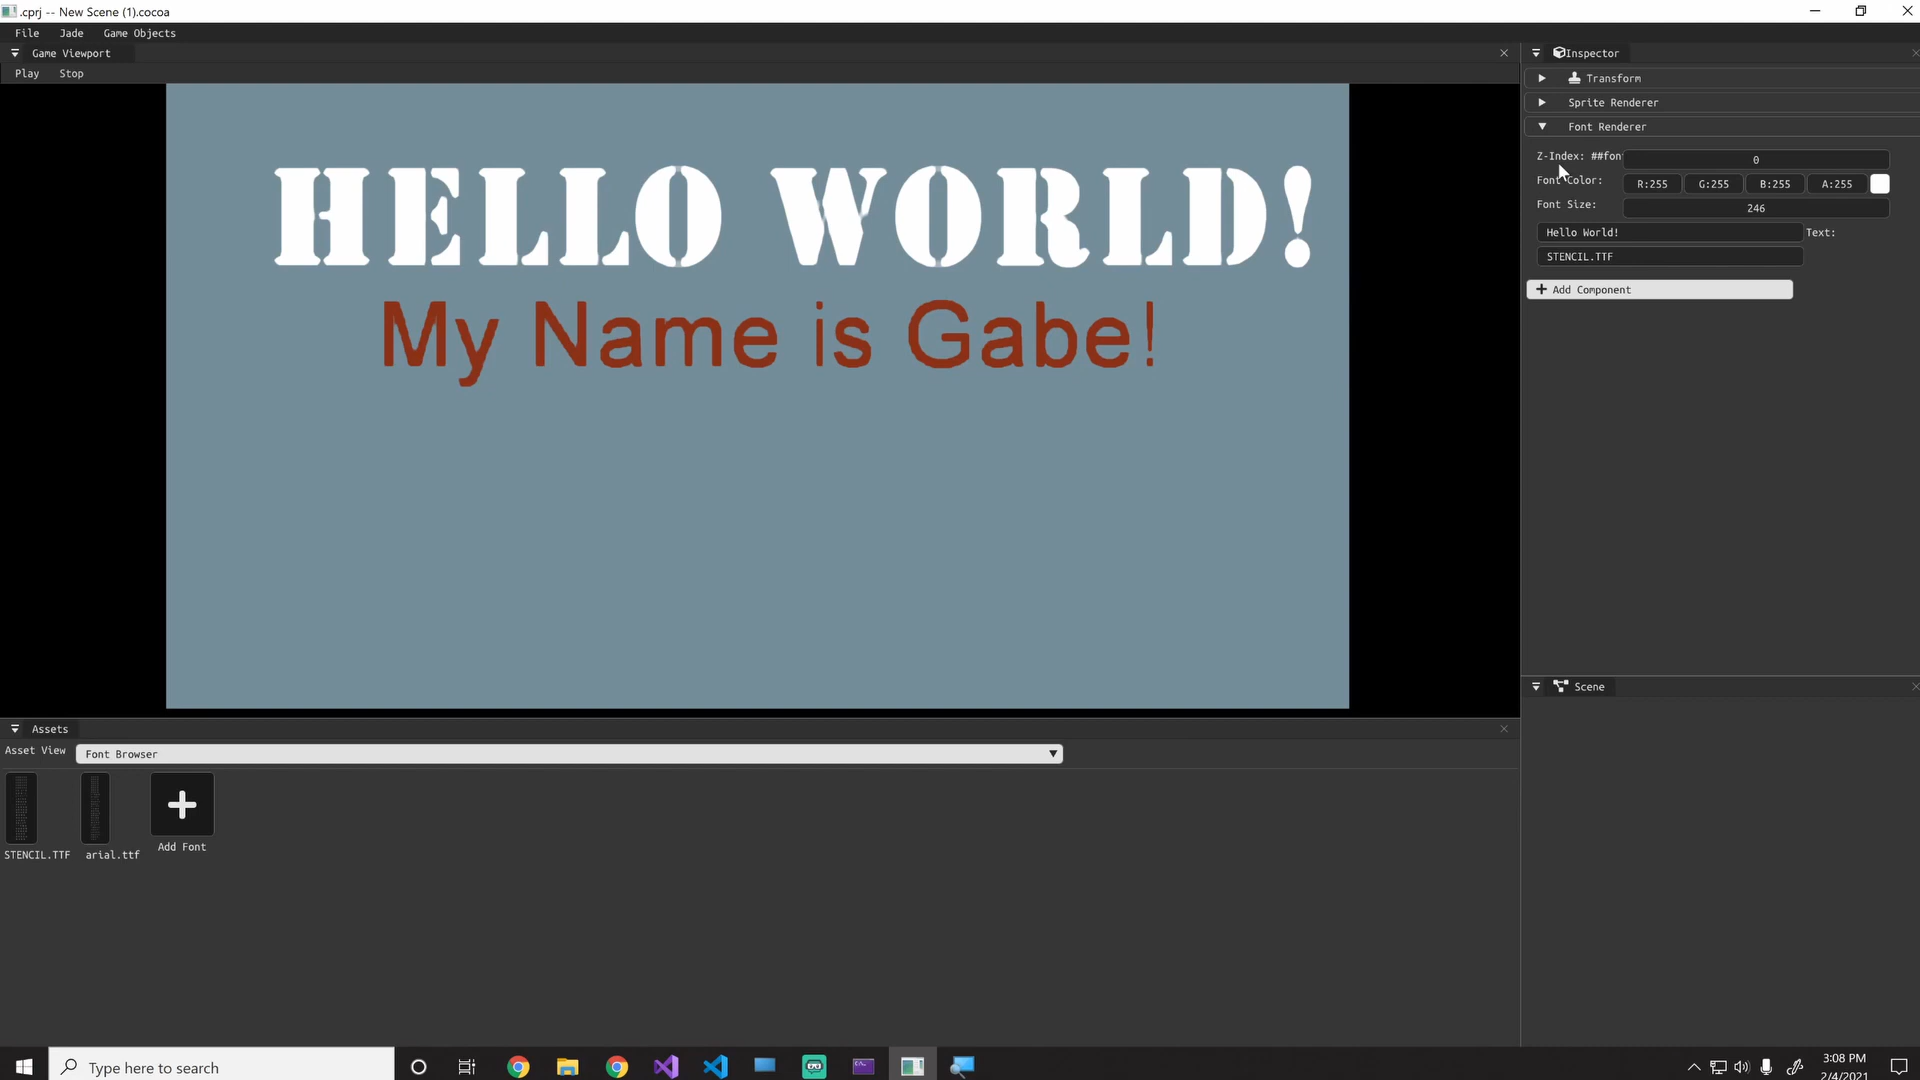 .cprj -- New Scene (1).cocoa
File Jade Game Objects
Game Viewport
Play Stop
HELLO WORLD!
My Name is Gabe!
Inspector
Transform
Sprite Renderer
Font Renderer
Z-Index: ##fon 0
Font Color: R:255 G:255 B:255 A:255
Font Size: 246
Hello World! Text:
STENCIL.TTF
Add Component
Scene
Assets
Asset View Font Browser
STENCIL.TTF arial.ttf Add Font
Type here to search
3:08 PM
2/4/2021